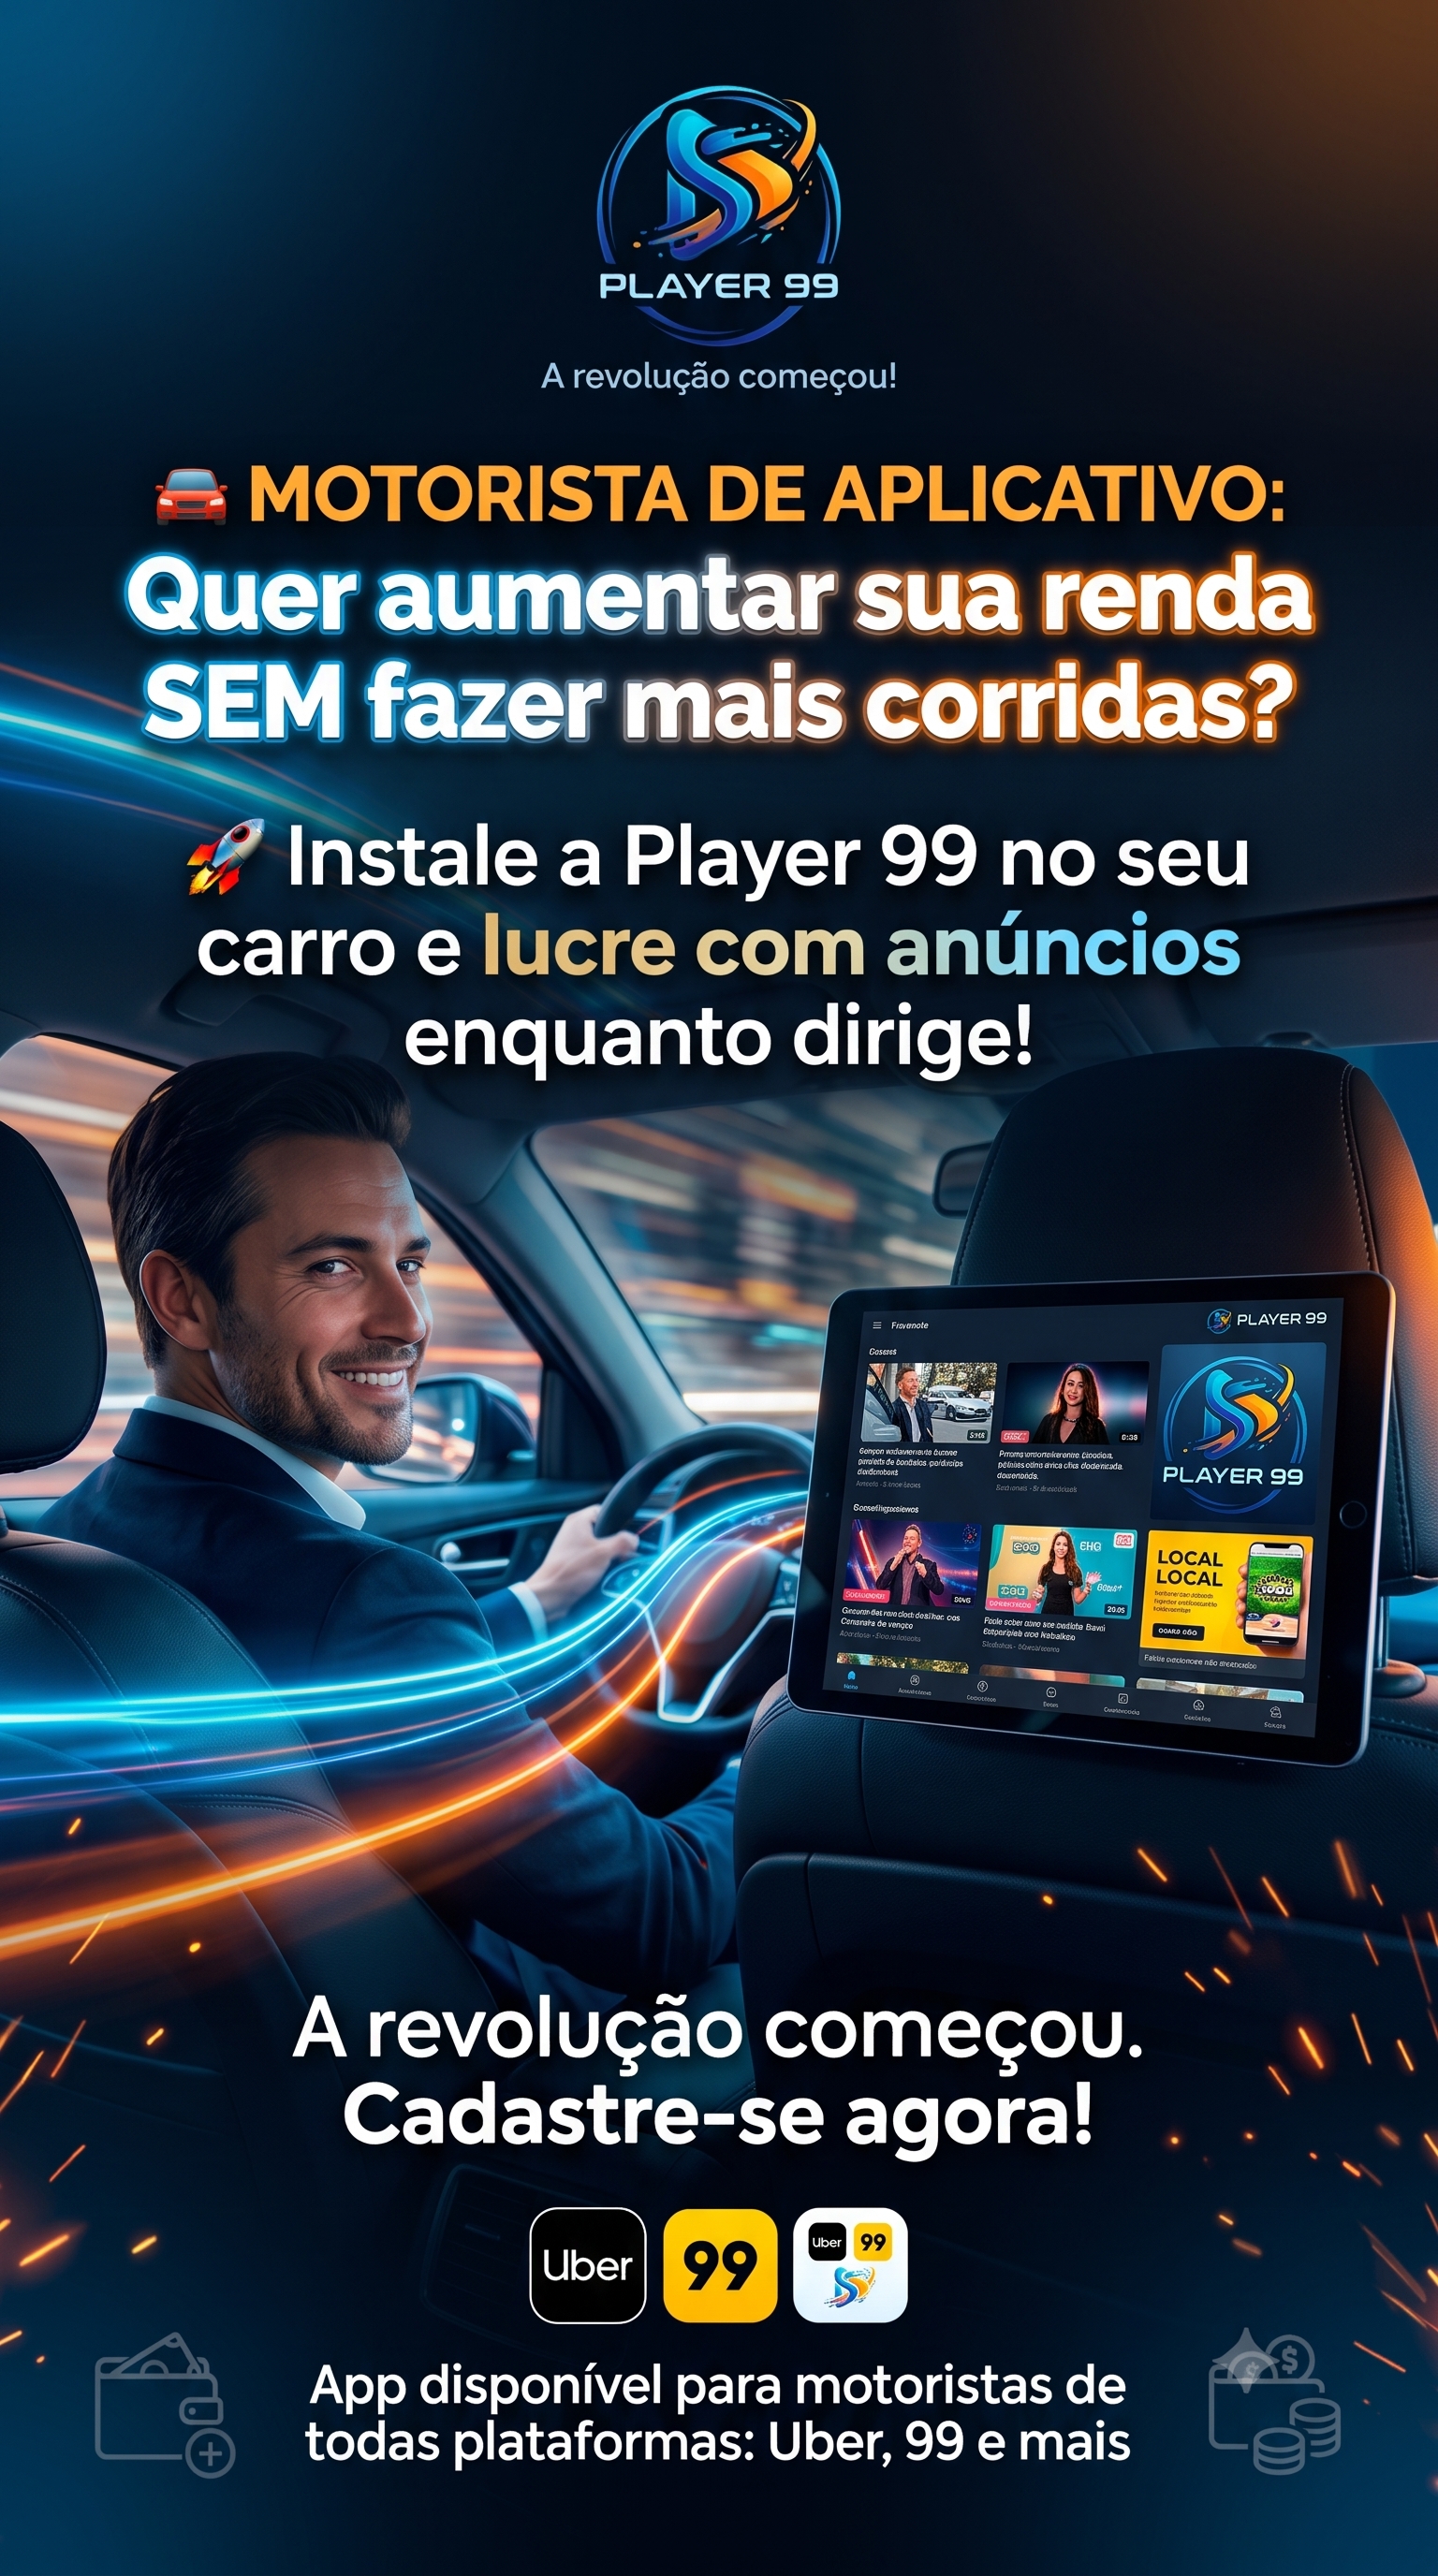 PLAYER 99
A revolução começou!
🚗 MOTORISTA DE APLICATIVO:
Quer aumentar sua renda
SEM fazer mais corridas?
🚀 Instale a Player 99 no seu
carro e lucre com anúncios
enquanto dirige!
PLAYER 99
PLAYER 99
LOCAL
LOCAL
A revolução começou.
Cadastre-se agora!
Uber
99
Uber 99
App disponível para motoristas de
todas plataformas: Uber, 99 e mais